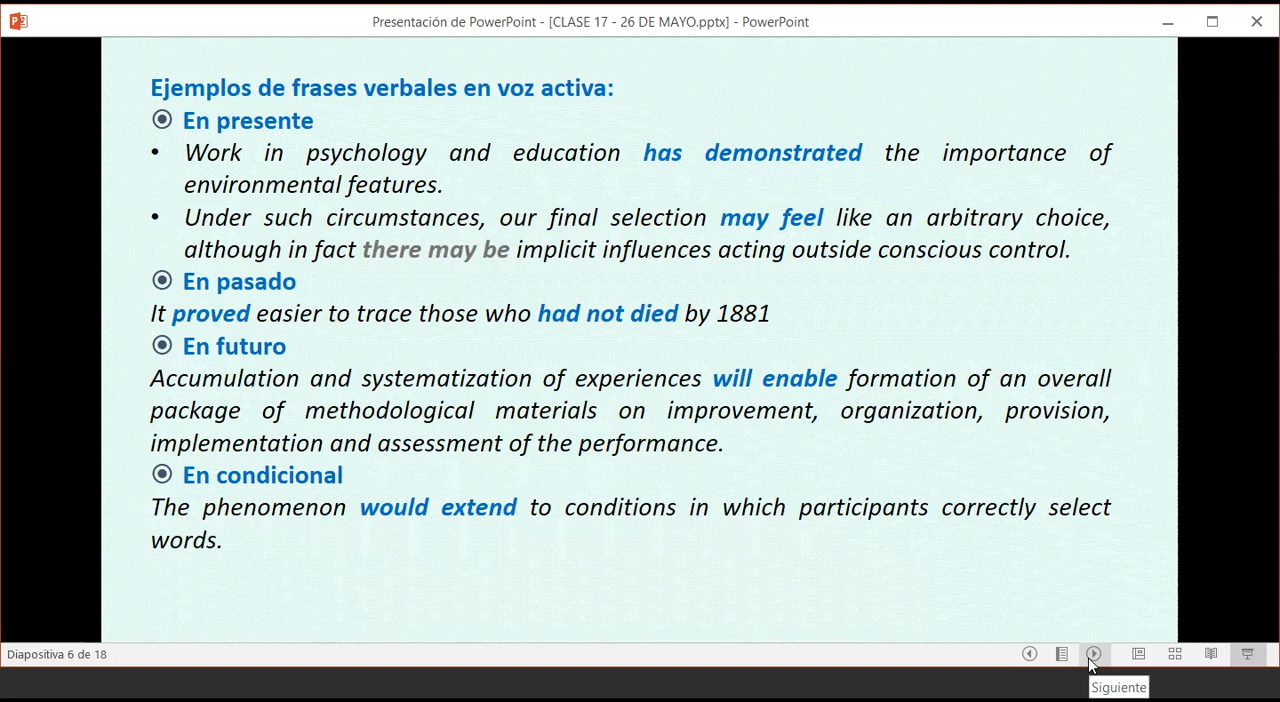 Presentación de PowerPoint - [CLASE 17 - 26 DE MAYO.pptx] - PowerPoint
Ejemplos de frases verbales en voz activa:
En presente
• Work in psychology and education has demonstrated the importance of
environmental features.
• Under such circumstances, our final selection may feel like an arbitrary choice,
although in fact there may be implicit influences acting outside conscious control.
En pasado
It proved easier to trace those who had not died by 1881
En futuro
Accumulation and systematization of experiences will enable formation of an overall
package of methodological materials on improvement, organization, provision,
implementation and assessment of the performance.
En condicional
The phenomenon would extend to conditions in which participants correctly select
words.
Diapositiva 6 de 18
Siguiente